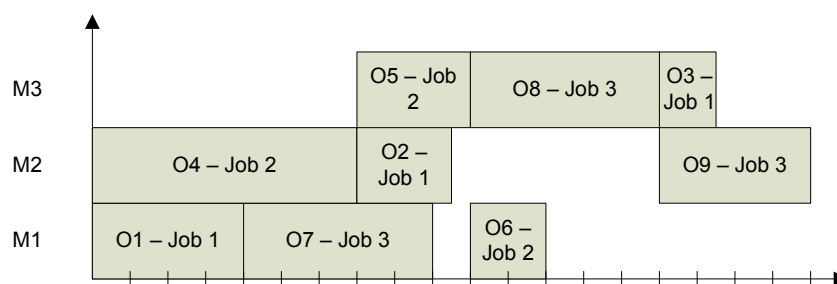 M3
O5 – Job
2
O8 – Job 3
O3 –
Job 1
M2
O4 – Job 2
O2 –
Job 1
O9 – Job 3
M1
O1 – Job 1
O7 – Job 3
O6 –
Job 2